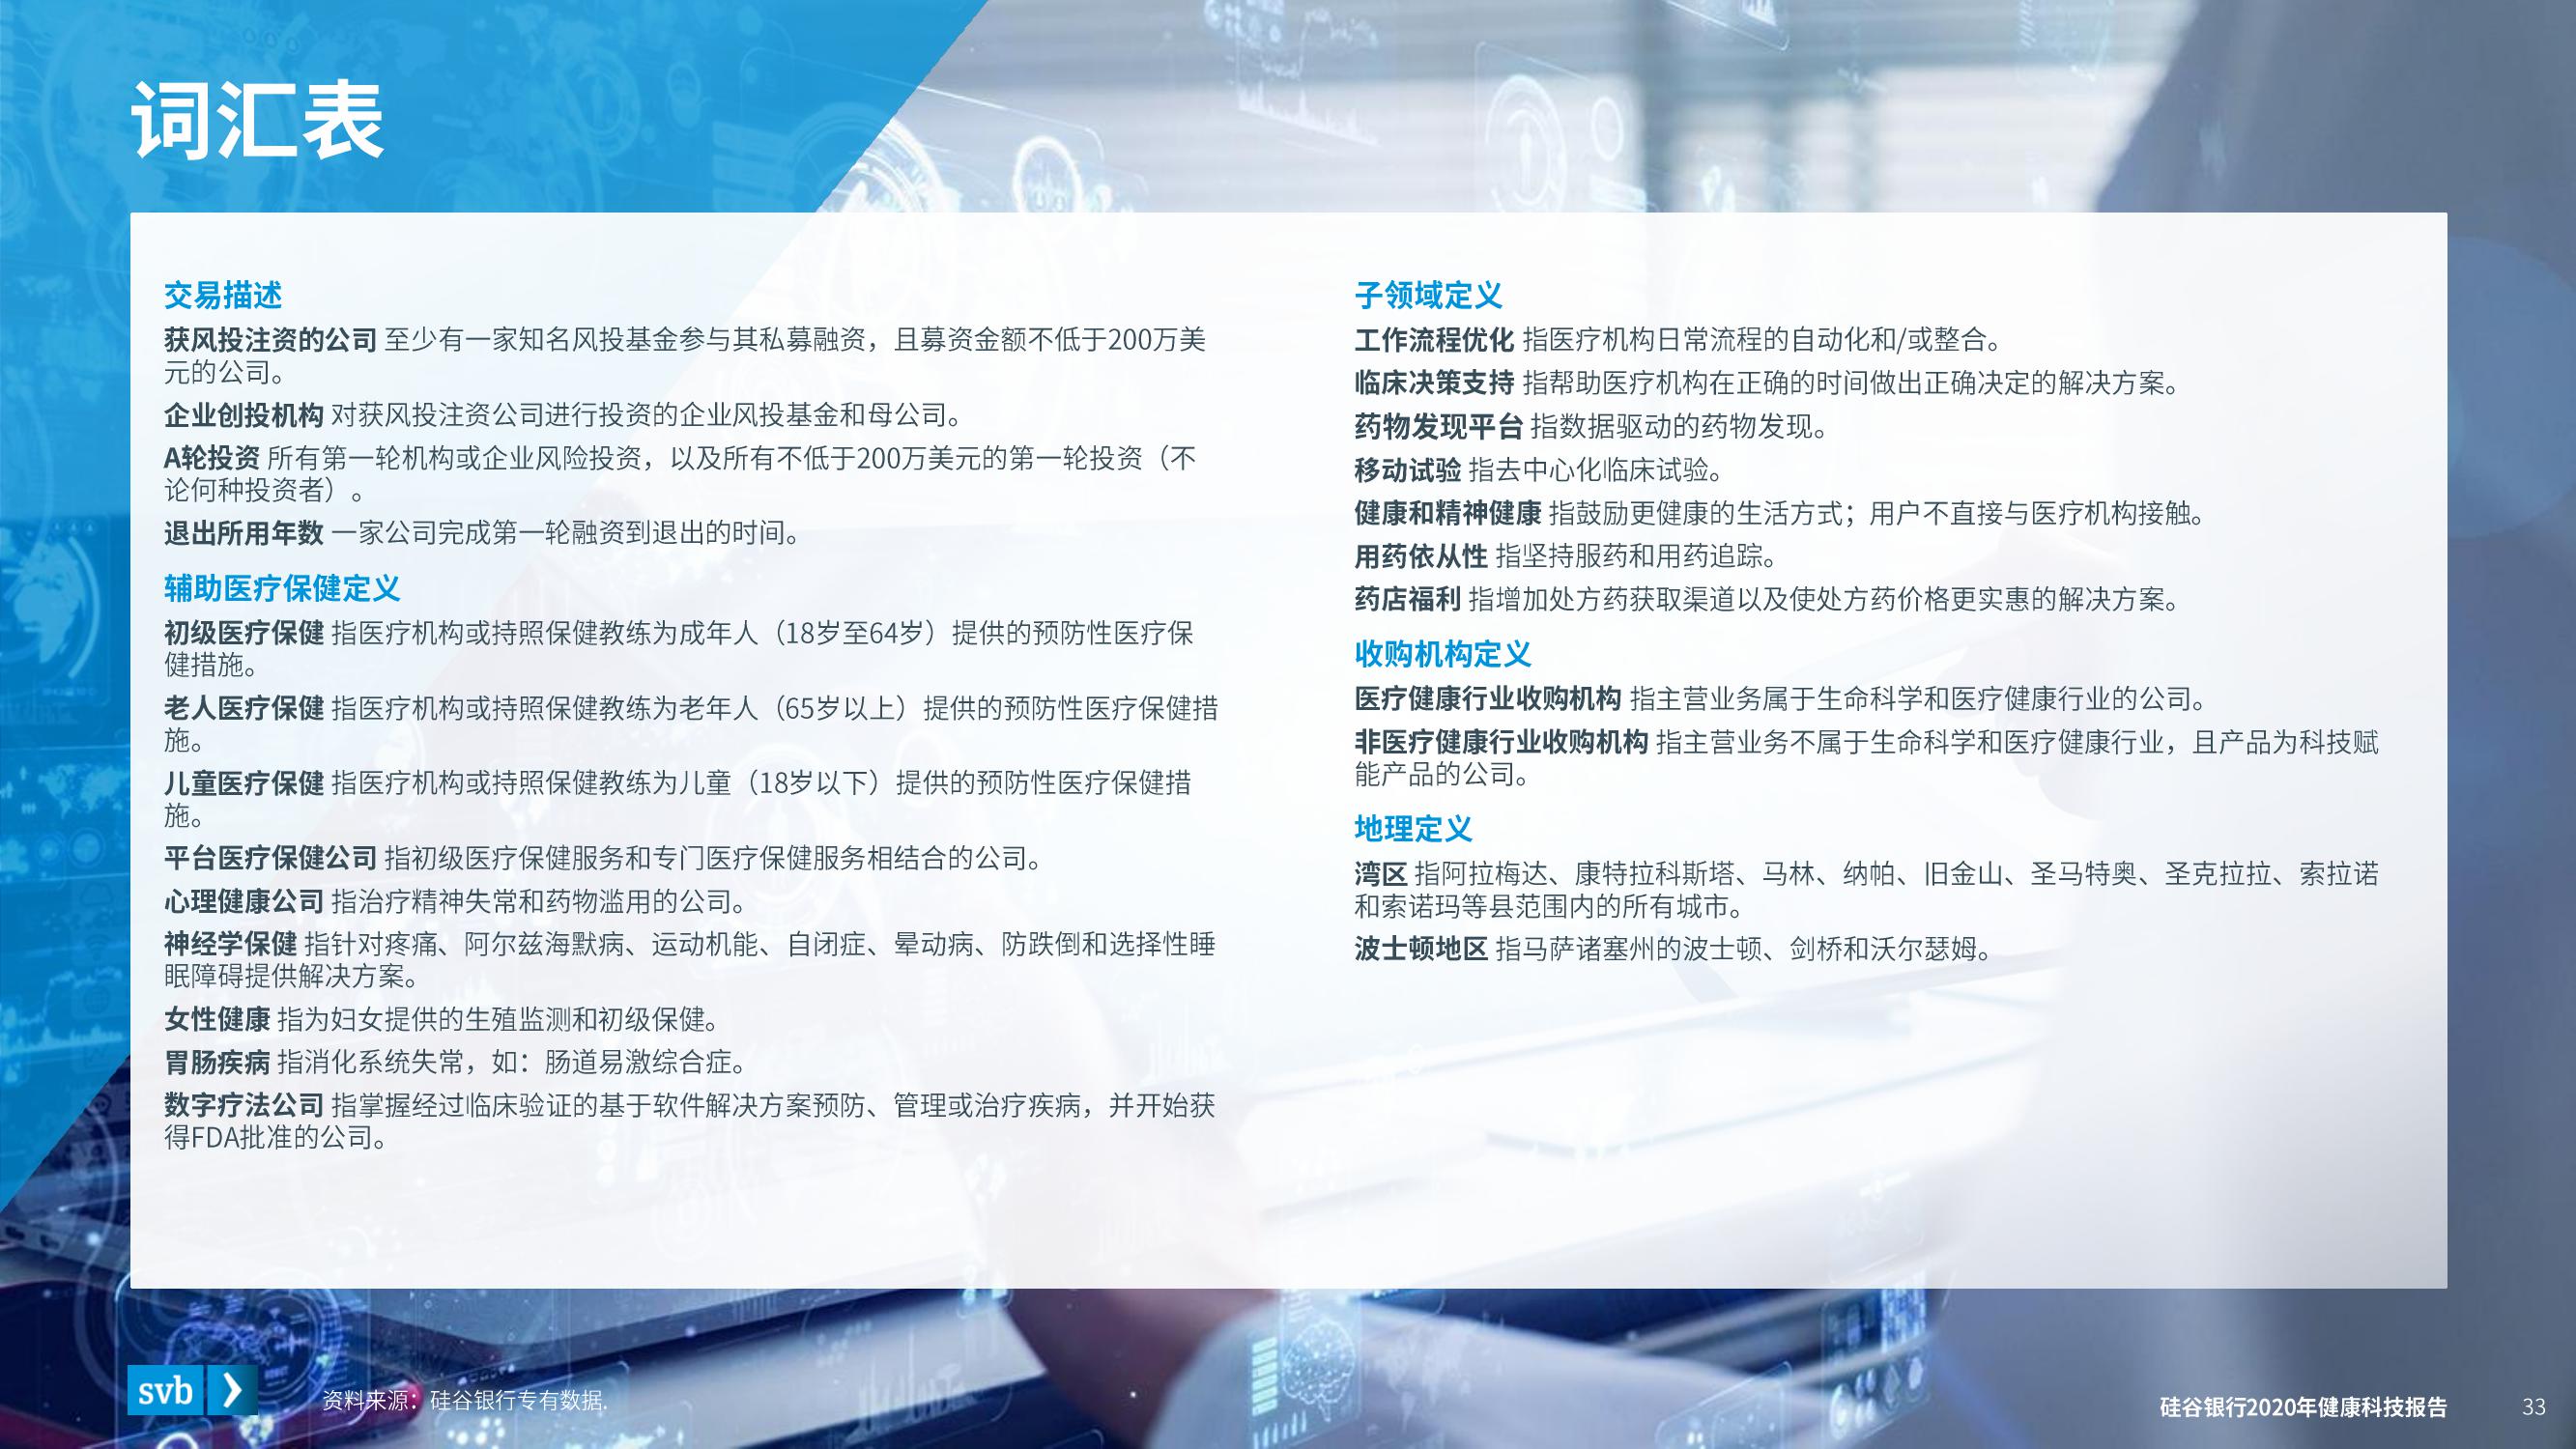 词汇表
交易描述
获风投注资的公司 至少有一家知名风投基金参与其私募融资，且募资金额不低于200万美
元的公司。
企业创投机构 对获风投注资公司进行投资的企业风投基金和母公司。
A轮投资 所有第一轮机构或企业风险投资，以及所有不低于200万美元的第一轮投资（不
论何种投资者）。
退出所用年数 一家公司完成第一轮融资到退出的时间。
辅助医疗保健定义
初级医疗保健 指医疗机构或持照保健教练为成年人（18岁至64岁）提供的预防性医疗保
健措施。
老人医疗保健 指医疗机构或持照保健教练为老年人（65岁以上）提供的预防性医疗保健措
施。
儿童医疗保健 指医疗机构或持照保健教练为儿童（18岁以下）提供的预防性医疗保健措
施。
平台医疗保健公司 指初级医疗保健服务和专门医疗保健服务相结合的公司。
心理健康公司 指治疗精神失常和药物滥用的公司。
神经学保健 指针对疼痛、阿尔兹海默病、运动机能、自闭症、晕动病、防跌倒和选择性睡
眠障碍提供解决方案。
女性健康 指为妇女提供的生殖监测和初级保健。
胃肠疾病 指消化系统失常，如：肠道易激综合症。
数字疗法公司 指掌握经过临床验证的基于软件解决方案预防、管理或治疗疾病，并开始获
得FDA批准的公司。
子领域定义
工作流程优化 指医疗机构日常流程的自动化和/或整合。
临床决策支持 指帮助医疗机构在正确的时间做出正确决定的解决方案。
药物发现平台 指数据驱动的药物发现。
移动试验 指去中心化临床试验。
健康和精神健康 指鼓励更健康的生活方式；用户不直接与医疗机构接触。
用药依从性 指坚持服药和用药追踪。
药店福利 指增加处方药获取渠道以及使处方药价格更实惠的解决方案。
收购机构定义
医疗健康行业收购机构 指主营业务属于生命科学和医疗健康行业的公司。
非医疗健康行业收购机构 指主营业务不属于生命科学和医疗健康行业，且产品为科技赋
能产品的公司。
地理定义
湾区 指阿拉梅达、康特拉科斯塔、马林、纳帕、旧金山、圣马特奥、圣克拉拉、索拉诺
和索诺玛等县范围内的所有城市。
波士顿地区 指马萨诸塞州的波士顿、剑桥和沃尔瑟姆。
svb
资料来源：硅谷银行专有数据.
硅谷银行2020年健康科技报告
33